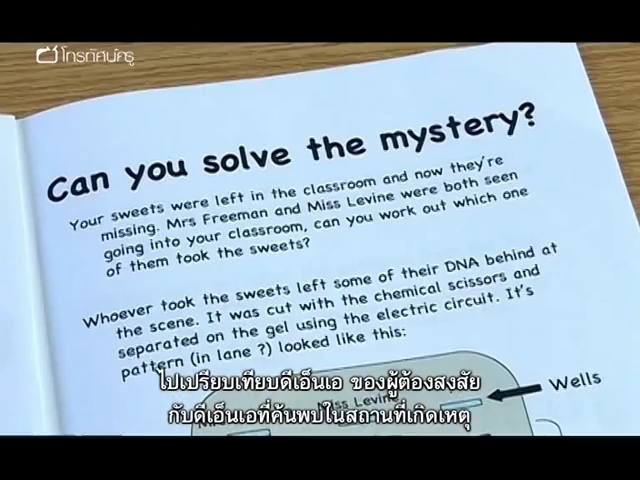 โทรทัศน์ครู
Can you solve the mystery?
Your sweets were left in the classroom and now they're
missing. Mrs Freeman and Miss Levine were both seen
going into your classroom, can you work out which one
of them took the sweets?
Whoever took the sweets left some of their DNA behind at
the scene. It was cut with the chemical scissors and
separated on the gel using the electric circuit. It's
pattern (in lane ?) looked like this:
Wells
Miss Levine
ไปเปรียบเทียบดีเอ็นเอ ของผู้ต้องสงสัย
กับดีเอ็นเอที่ค้นพบในสถานที่เกิดเหตุ